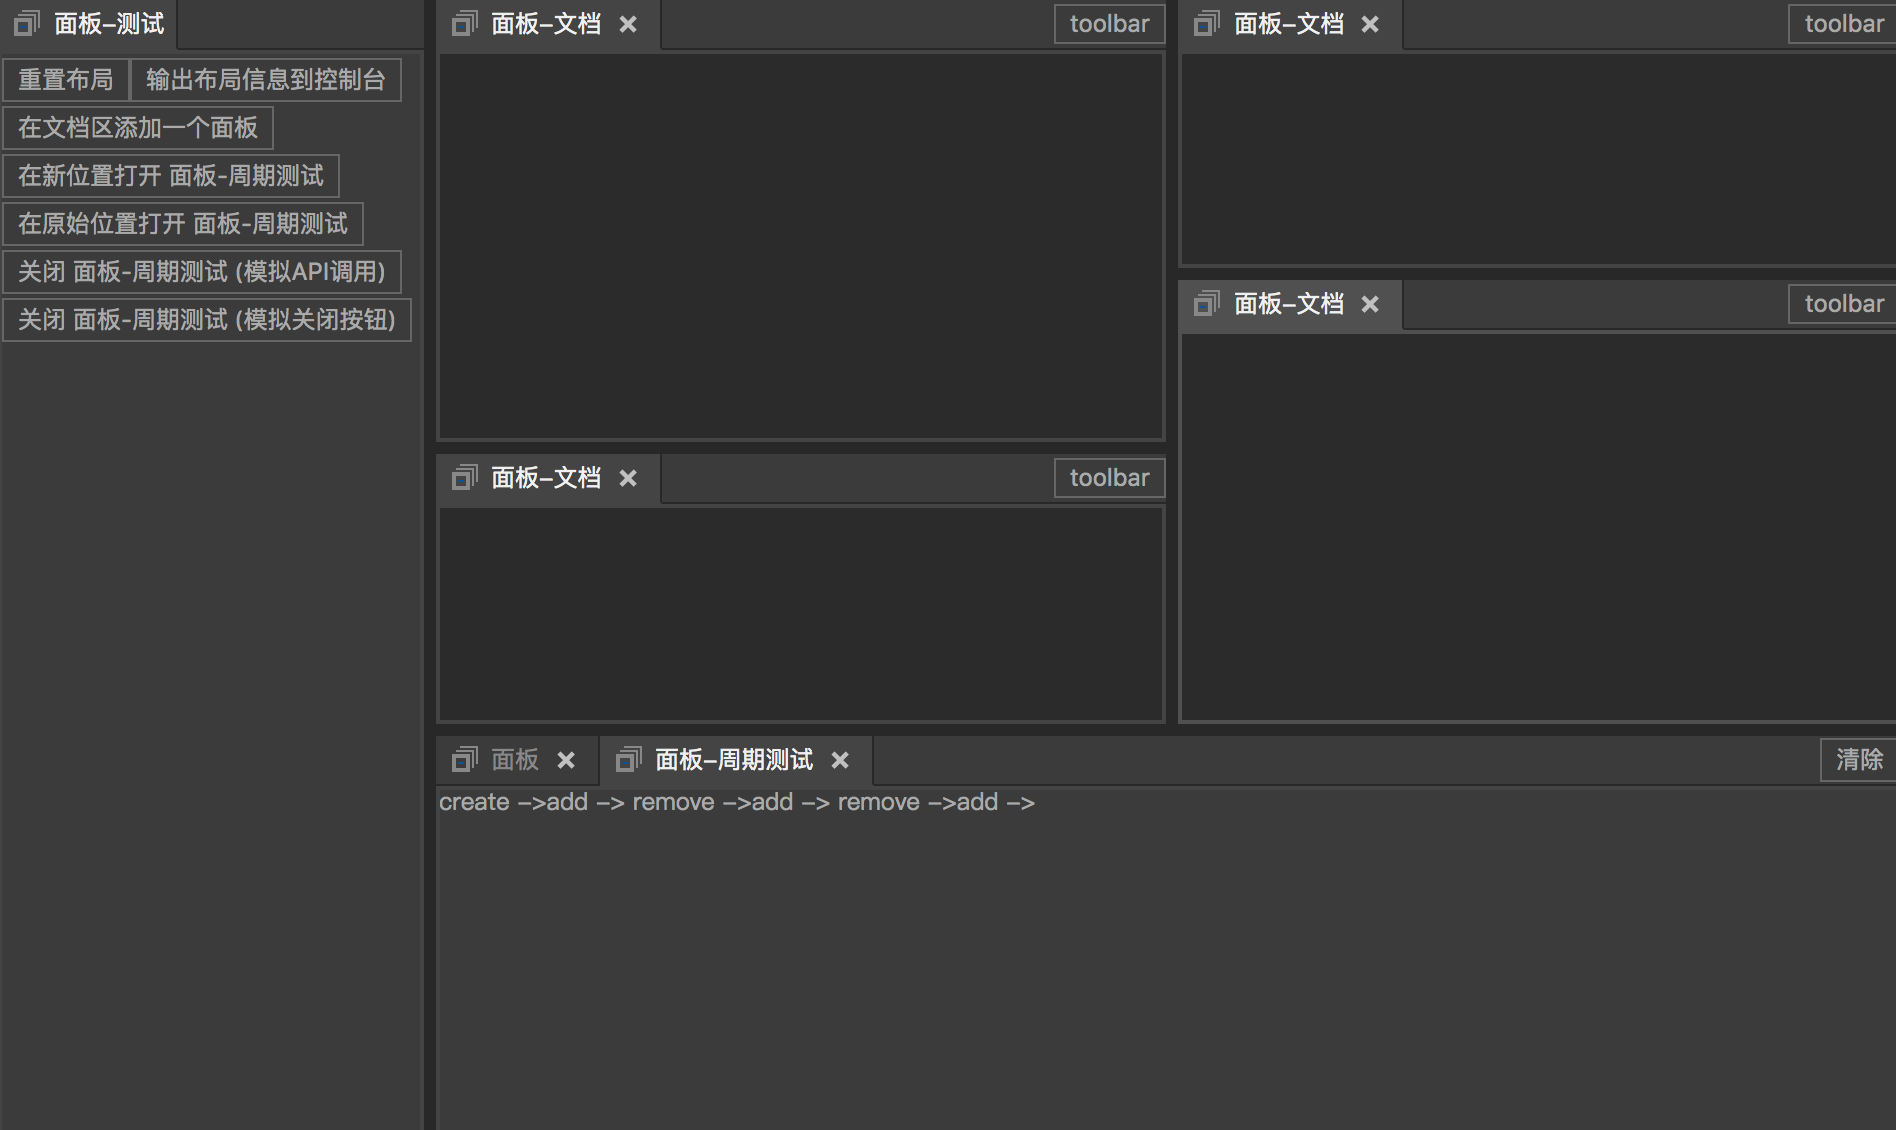 面板-测试
重置布局 输出布局信息到控制台
在文档区添加一个面板
在新位置打开 面板-周期测试
在原始位置打开 面板-周期测试
关闭 面板-周期测试 (模拟API调用)
关闭 面板-周期测试 (模拟关闭按钮)
面板-文档 toolbar
面板-文档 toolbar
面板-文档 toolbar
面板-文档 toolbar
面板 面板-周期测试 清除
create ->add -> remove ->add -> remove ->add ->